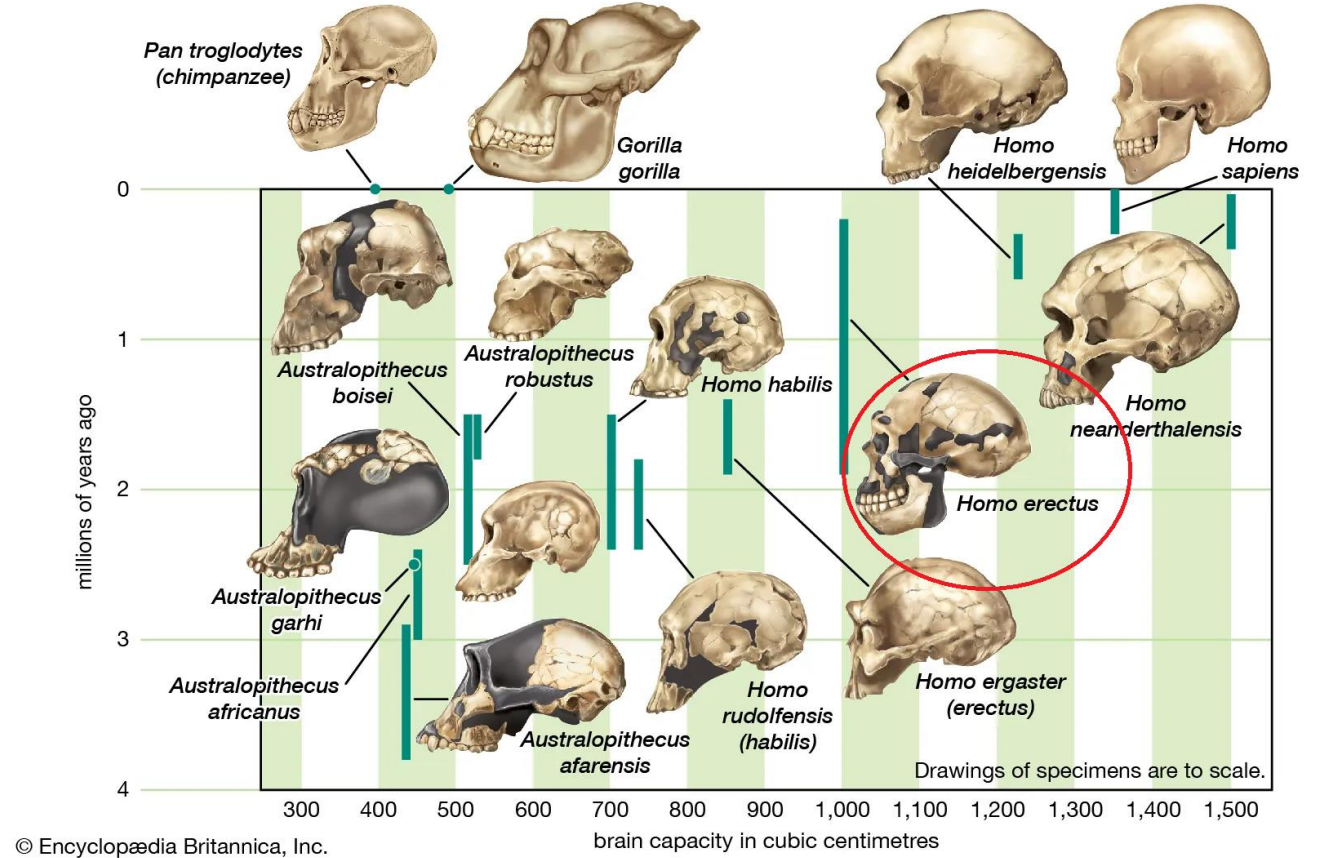 Pan troglodytes
(chimpanzee)
Gorilla
gorilla
Homo
heidelbergensis
Homo
sapiens
0
1
2
3
4
millions of years ago
Australopithecus
boisei
Australopithecus
robustus
Homo habilis
Homo
neanderthalensis
Homo erectus
Australopithecus
garhi
Australopithecus
africanus
Australopithecus
afarensis
Homo
rudolfensis
(habilis)
Homo ergaster
(erectus)
Drawings of specimens are to scale.
300 400 500 600 700 800 900 1,000 1,100 1,200 1,300 1,400 1,500
brain capacity in cubic centimetres
© Encyclopædia Britannica, Inc.